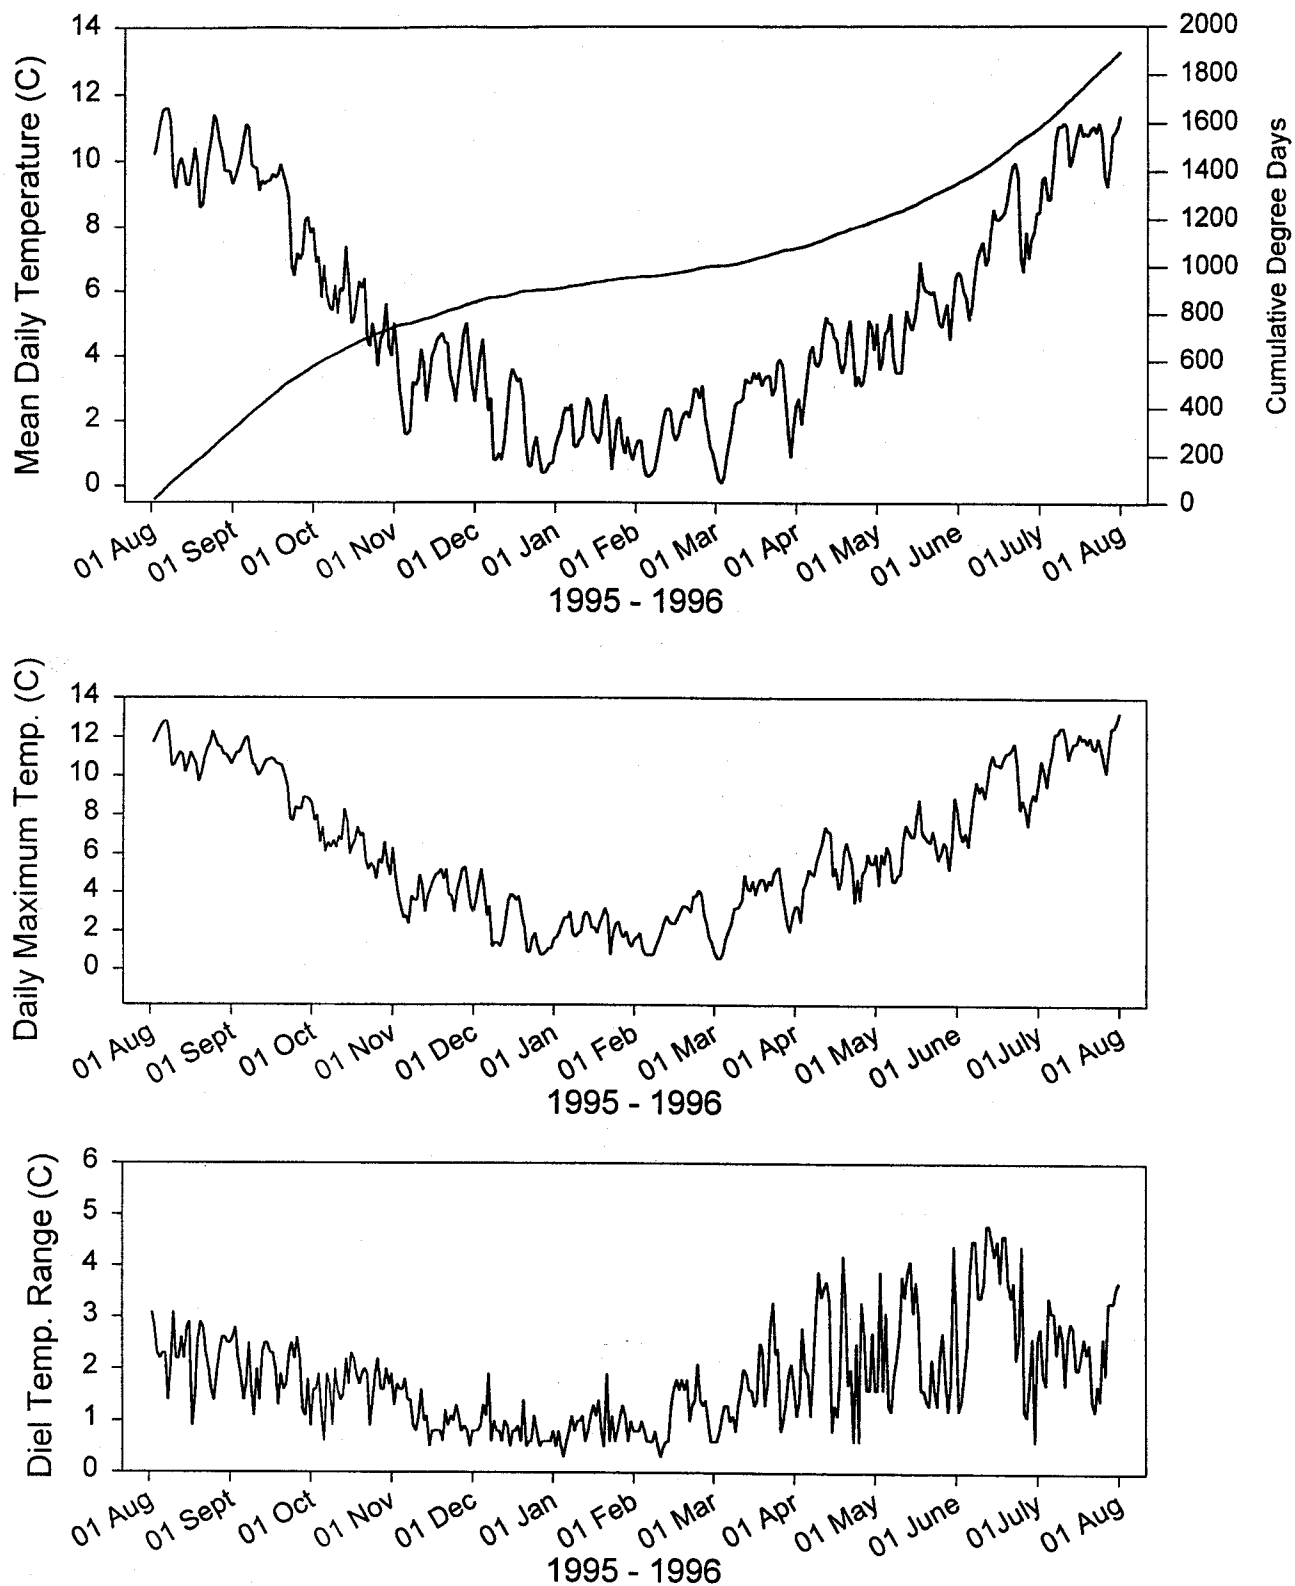 Mean Daily Temperature (C)
14
12
10
8
6
4
2
0
2000
1800
1600
1400
1200
1000
800
600
400
200
0
Cumulative Degree Days
01 Aug
01 Sept
01 Oct
01 Nov
01 Dec
01 Jan
01 Feb
01 Mar
01 Apr
01 May
01 June
01July
01 Aug
1995 - 1996
Daily Maximum Temp. (C)
14
12
10
8
6
4
2
0
01 Aug
01 Sept
01 Oct
01 Nov
01 Dec
01 Jan
01 Feb
01 Mar
01 Apr
01 May
01 June
01July
01 Aug
1995 - 1996
Diel Temp. Range (C)
6
5
4
3
2
1
0
01 Aug
01 Sept
01 Oct
01 Nov
01 Dec
01 Jan
01 Feb
01 Mar
01 Apr
01 May
01 June
01July
01 Aug
1995 - 1996